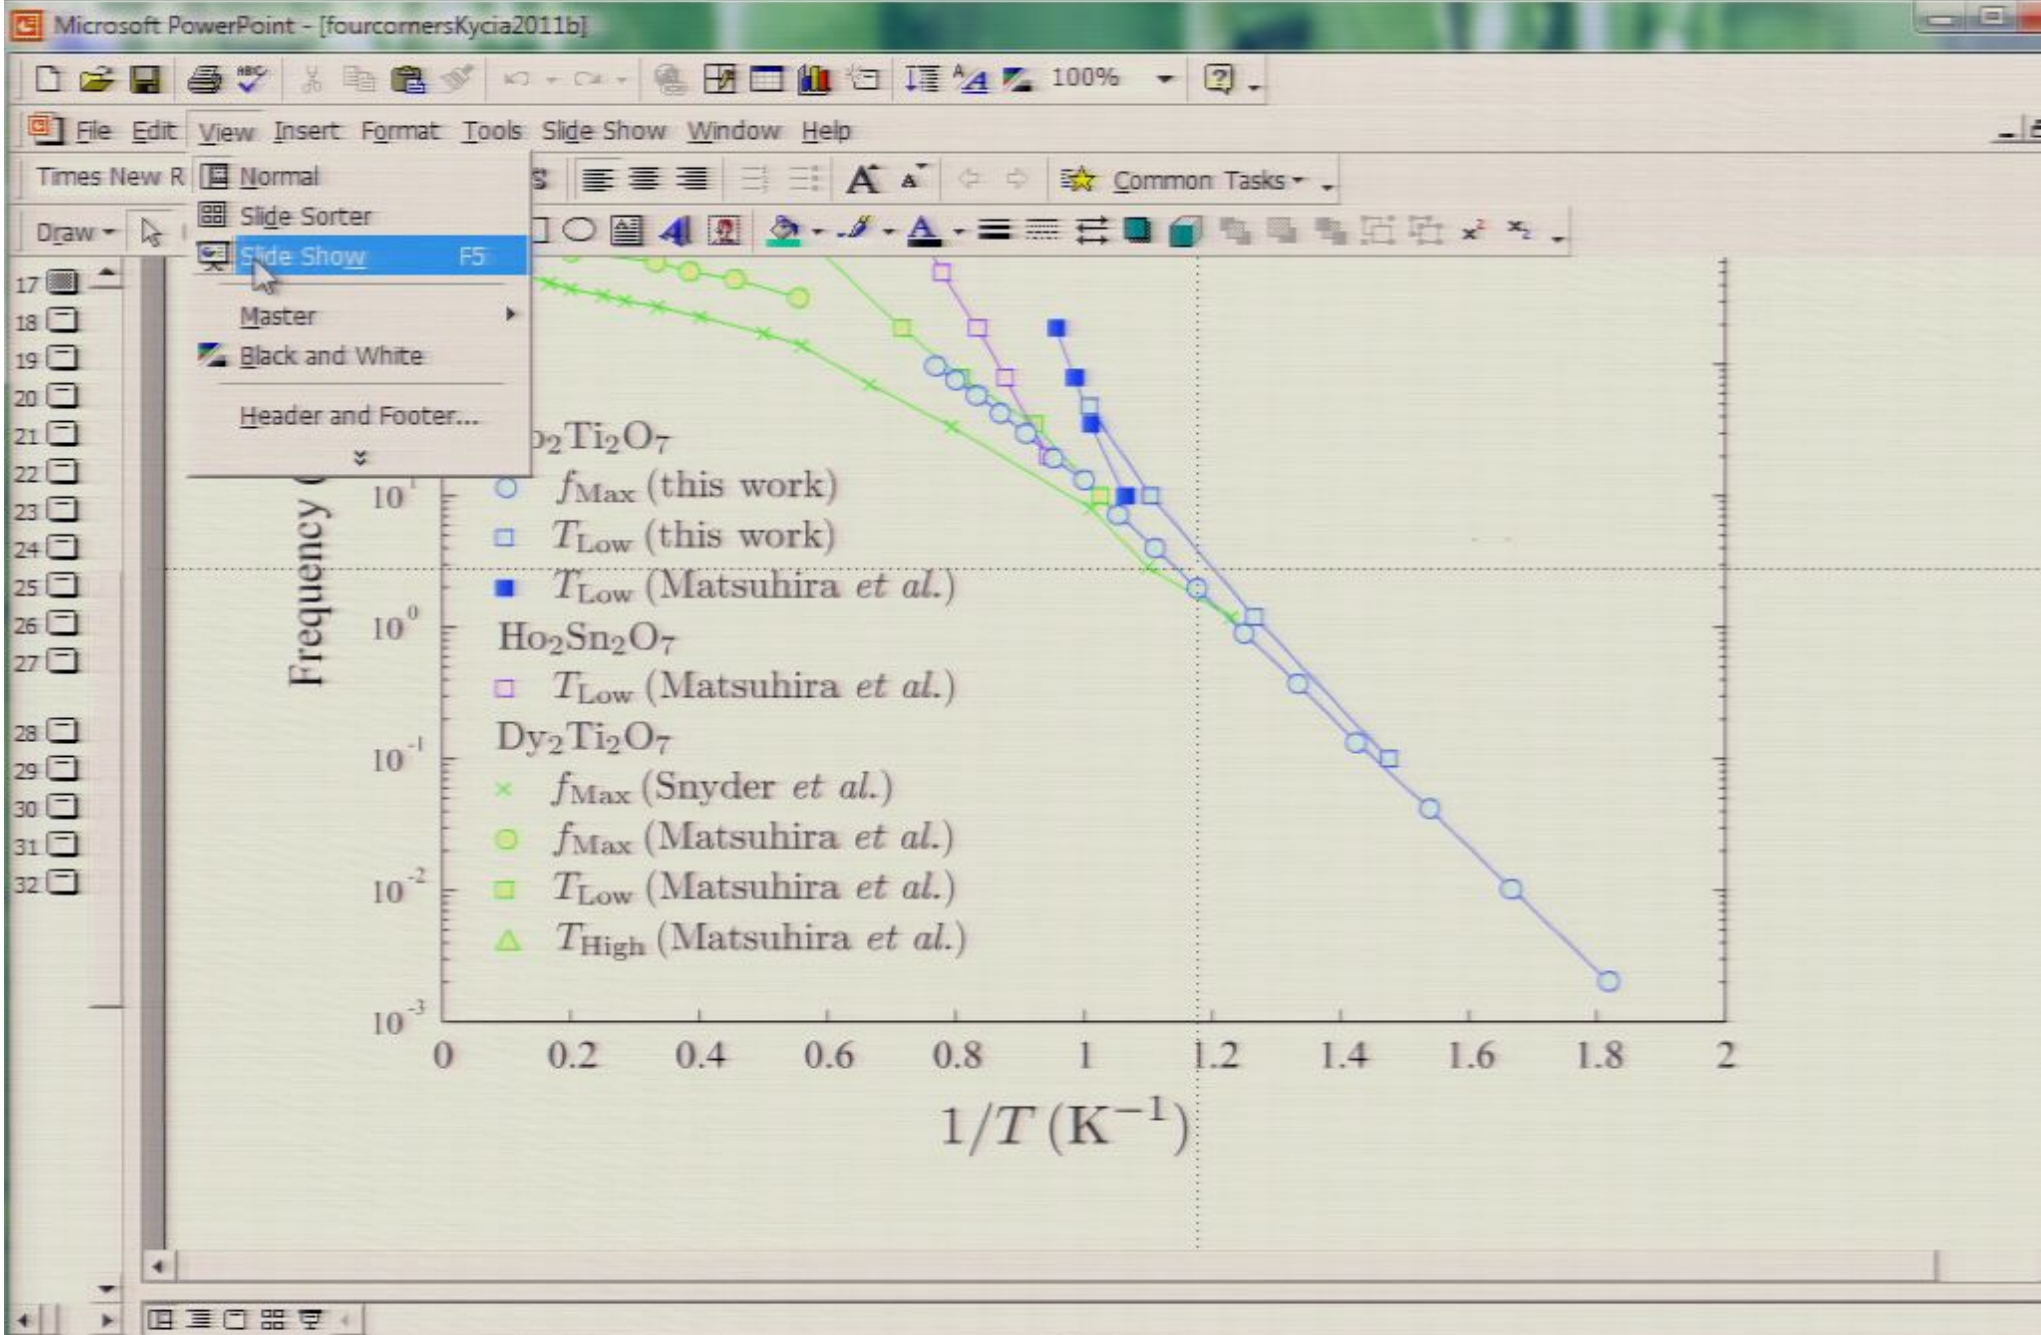 Microsoft PowerPoint - [fourcornersKycia2011b]
100%
File Edit View Insert Format Tools Slide Show Window Help
Times New R
Common Tasks
Draw
Normal
Slide Sorter
Slide Show F5
Master
Black and White
Header and Footer...
17
18
19
20
21
22
23
24
25
26
27
28
29
30
31
32
Frequency
10¹
10⁰
10⁻¹
10⁻²
10⁻³
o₂Ti₂O₇
f_Max (this work)
T_Low (this work)
T_Low (Matsuhira et al.)
Ho₂Sn₂O₇
T_Low (Matsuhira et al.)
Dy₂Ti₂O₇
f_Max (Snyder et al.)
f_Max (Matsuhira et al.)
T_Low (Matsuhira et al.)
T_High (Matsuhira et al.)
0 0.2 0.4 0.6 0.8 1 1.2 1.4 1.6 1.8 2
1/T (K⁻¹)